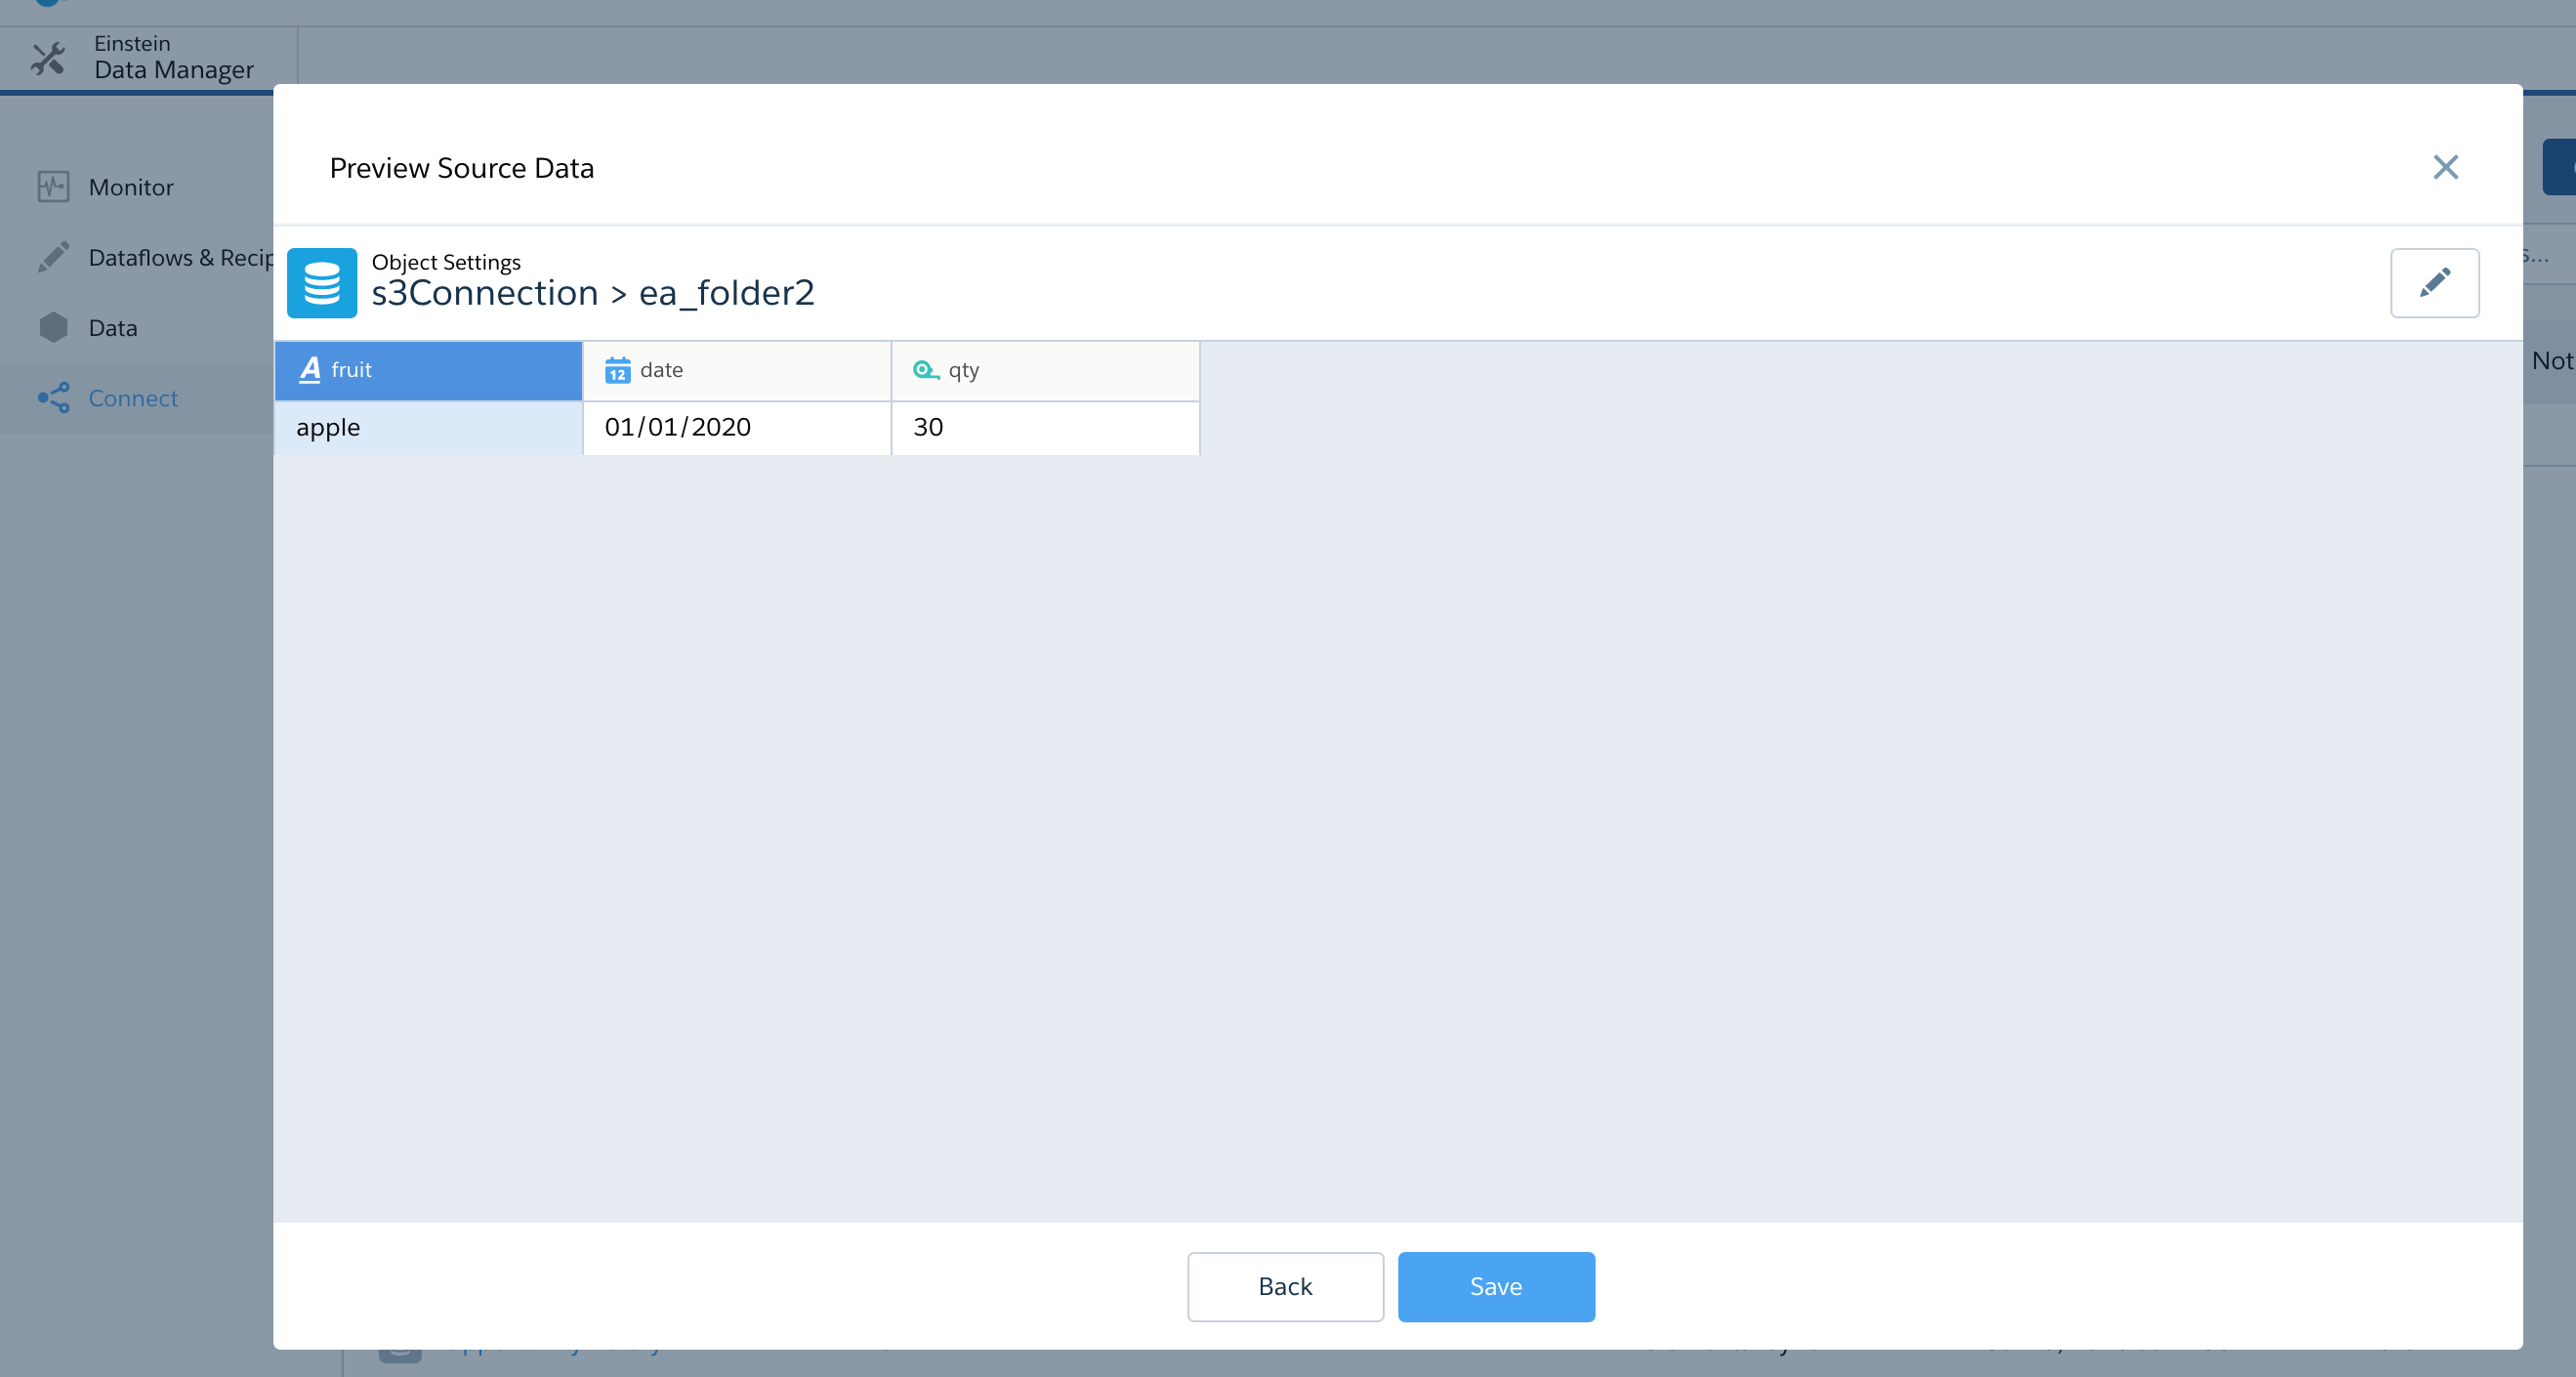 Einstein
Data Manager
Monitor
Dataflows & Recip
Data
Connect
Preview Source Data
Object Settings
s3Connection > ea_folder2
fruit
12 date
qty
apple
01/01/2020
30
s...
Not
Back
Save